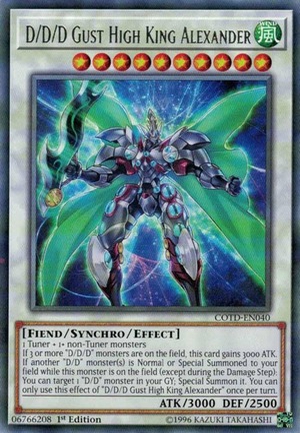 D/D/D GUST HIGH KING ALEXANDER
WIND
風
COTD-EN040
[FIEND/SYNCHRO/EFFECT]
1 Tuner + 1+ non-Tuner monsters
If 3 or more "D/D/D" monsters are on the field, this card gains 3000 ATK.
If another "D/D" monster(s) is Normal or Special Summoned to your
field while this monster is on the field (except during the Damage Step):
You can target 1 "D/D" monster in your GY; Special Summon it. You can
only use this effect of "D/D/D Gust High King Alexander" once per turn.
ATK/3000 DEF/2500
06766208 1st Edition ©1996 KAZUKI TAKAHASHI